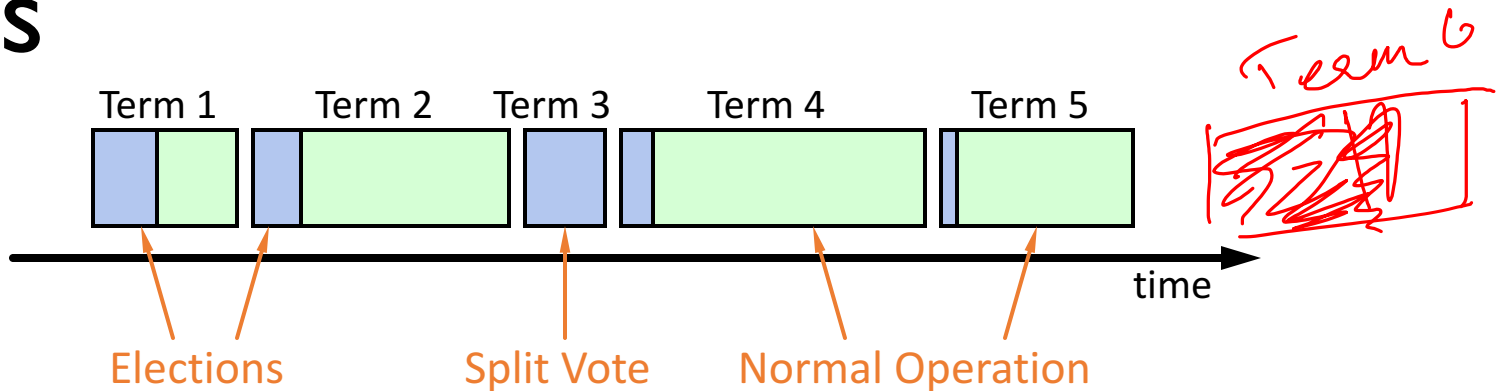 s
Term 6
Term 1 Term 2 Term 3 Term 4 Term 5
time
Elections Split Vote Normal Operation